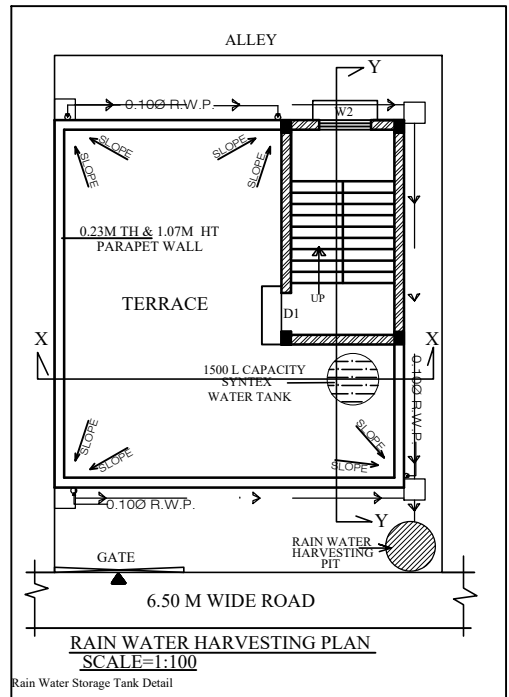 ALLEY
Y
0.10Ø R.W.P.
W2
SLOPE
SLOPE
SLOPE
SLOPE
0.23M TH & 1.07M HT
PARAPET WALL
TERRACE
UP
D1
X
X
1500 L CAPACITY
SYNTEX
WATER TANK
0.10Ø R.W.P.
SLOPE
SLOPE
SLOPE
SLOPE
0.10Ø R.W.P.
Y
RAIN WATER
HARVESTING
PIT
GATE
6.50 M WIDE ROAD
RAIN WATER HARVESTING PLAN
SCALE=1:100
Rain Water Storage Tank Detail